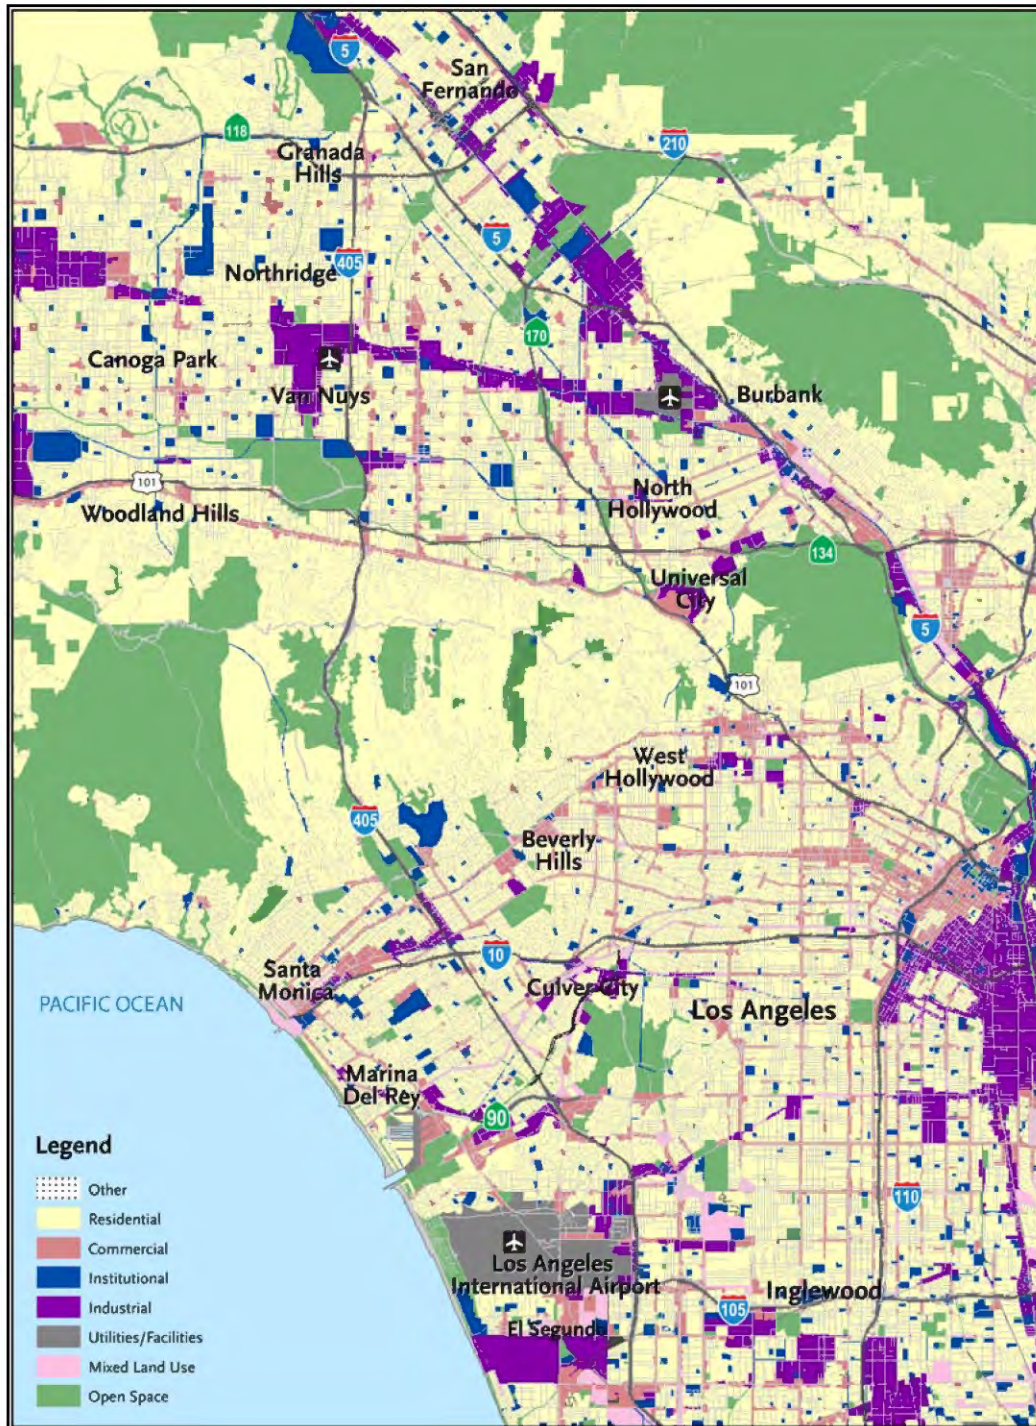 5
San
Fernando
118
210
Granada
Hills
5
Northridge
405
170
Canoga Park
Van Nuys
Burbank
101
North
Hollywood
Woodland Hills
134
Universal
City
5
101
West
Hollywood
405
Beverly
Hills
10
Santa
Monica
Culver City
PACIFIC OCEAN
Los Angeles
Marina
Del Rey
90
Legend
Other
Residential
Commercial
Institutional
Industrial
Utilities/Facilities
Mixed Land Use
Open Space
110
Los Angeles
International Airport
Inglewood
105
El Segundo